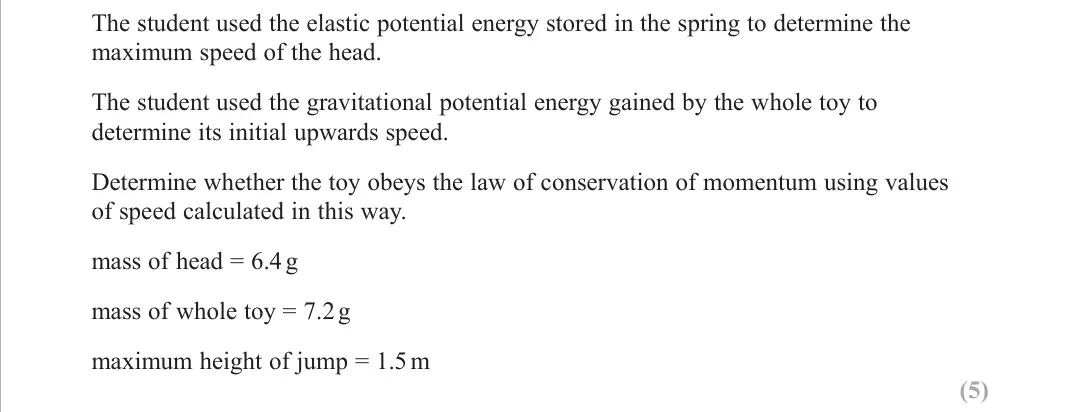 The student used the elastic potential energy stored in the spring to determine the
maximum speed of the head.
The student used the gravitational potential energy gained by the whole toy to
determine its initial upwards speed.
Determine whether the toy obeys the law of conservation of momentum using values
of speed calculated in this way.
mass of head = 6.4 g
mass of whole toy = 7.2 g
maximum height of jump = 1.5 m
(5)